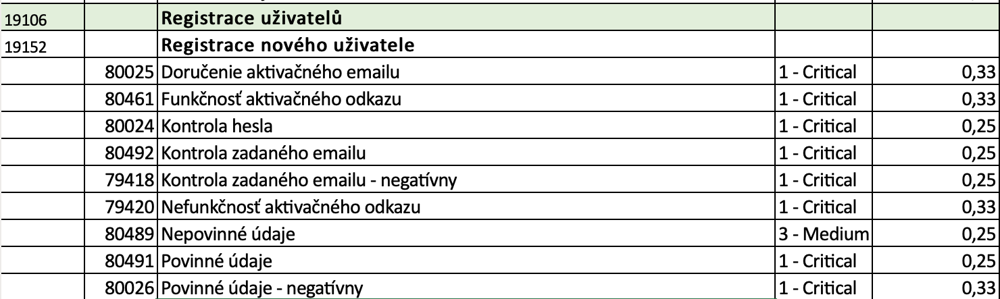 19106 Registrace uživatelů
19152 Registrace nového uživatele
80025 Doručenie aktivačného emailu 1 - Critical 0,33
80461 Funkčnosť aktivačného odkazu 1 - Critical 0,33
80024 Kontrola hesla 1 - Critical 0,25
80492 Kontrola zadaného emailu 1 - Critical 0,25
79418 Kontrola zadaného emailu - negatívny 1 - Critical 0,25
79420 Nefunkčnosť aktivačného odkazu 1 - Critical 0,33
80489 Nepovinné údaje 3 - Medium 0,25
80491 Povinné údaje 1 - Critical 0,25
80026 Povinné údaje - negatívny 1 - Critical 0,33